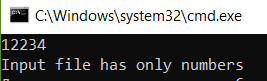 C:\Windows\system32\cmd.exe
12234
Input file has only numbers